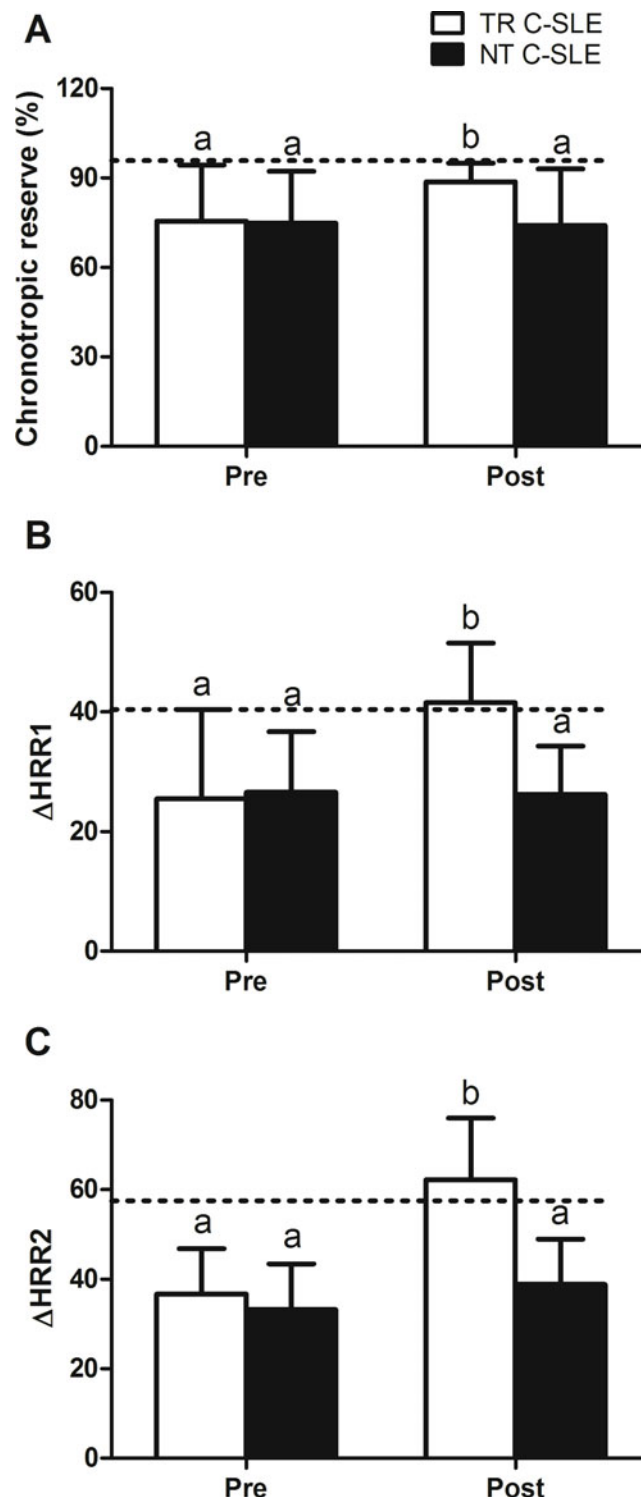 A
TR C-SLE
NT C-SLE
Chronotropic reserve (%)
120
90
60
30
0
a
a
b
a
Pre
Post
B
ΔHRR1
60
40
20
0
a
a
b
a
Pre
Post
C
ΔHRR2
80
60
40
20
0
a
a
b
a
Pre
Post